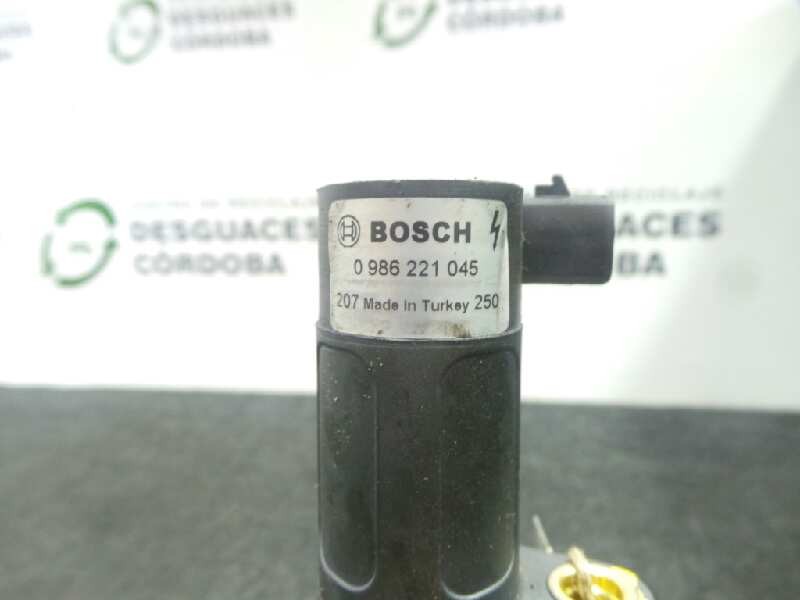 DESGUACES
CÓRDOBA
DESGUACES
CÓRDOBA
DESGUACES
CÓRDOBA
BOSCH
0 986 221 045
207 Made in Turkey 250